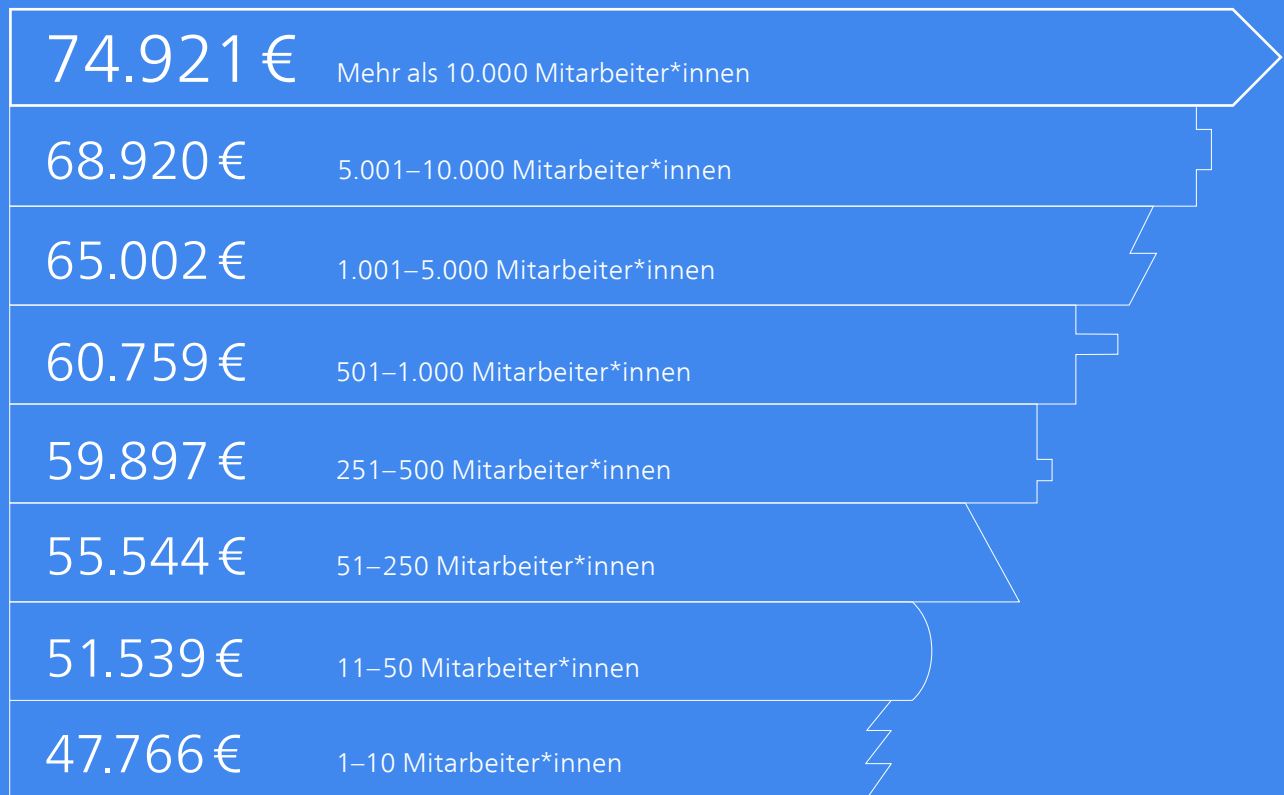 74.921 € Mehr als 10.000 Mitarbeiter*innen
68.920 € 5.001–10.000 Mitarbeiter*innen
65.002 € 1.001–5.000 Mitarbeiter*innen
60.759 € 501–1.000 Mitarbeiter*innen
59.897 € 251–500 Mitarbeiter*innen
55.544 € 51–250 Mitarbeiter*innen
51.539 € 11–50 Mitarbeiter*innen
47.766 € 1–10 Mitarbeiter*innen